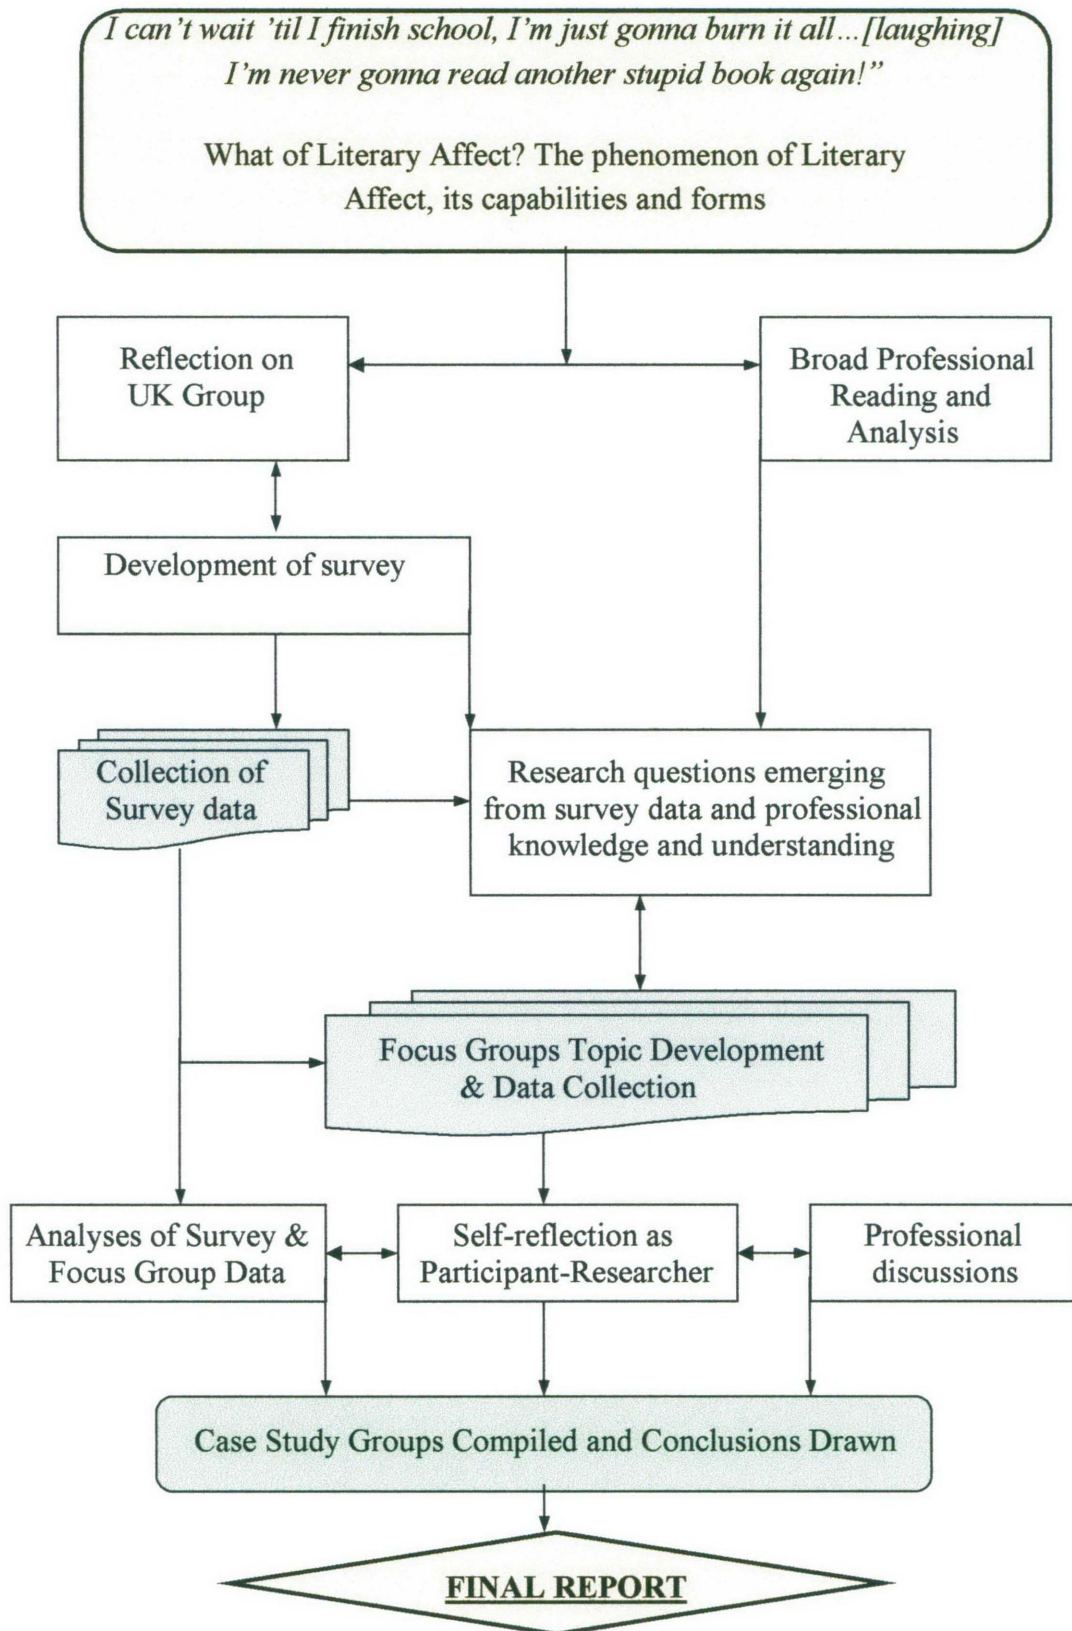 I can’t wait ’til I finish school, I’m just gonna burn it all…[laughing]
I’m never gonna read another stupid book again!”
What of Literary Affect? The phenomenon of Literary
Affect, its capabilities and forms
Reflection on
UK Group
Broad Professional
Reading and
Analysis
Development of survey
Collection of
Survey data
Research questions emerging
from survey data and professional
knowledge and understanding
Focus Groups Topic Development
& Data Collection
Analyses of Survey &
Focus Group Data
Self-reflection as
Participant-Researcher
Professional
discussions
Case Study Groups Compiled and Conclusions Drawn
FINAL REPORT